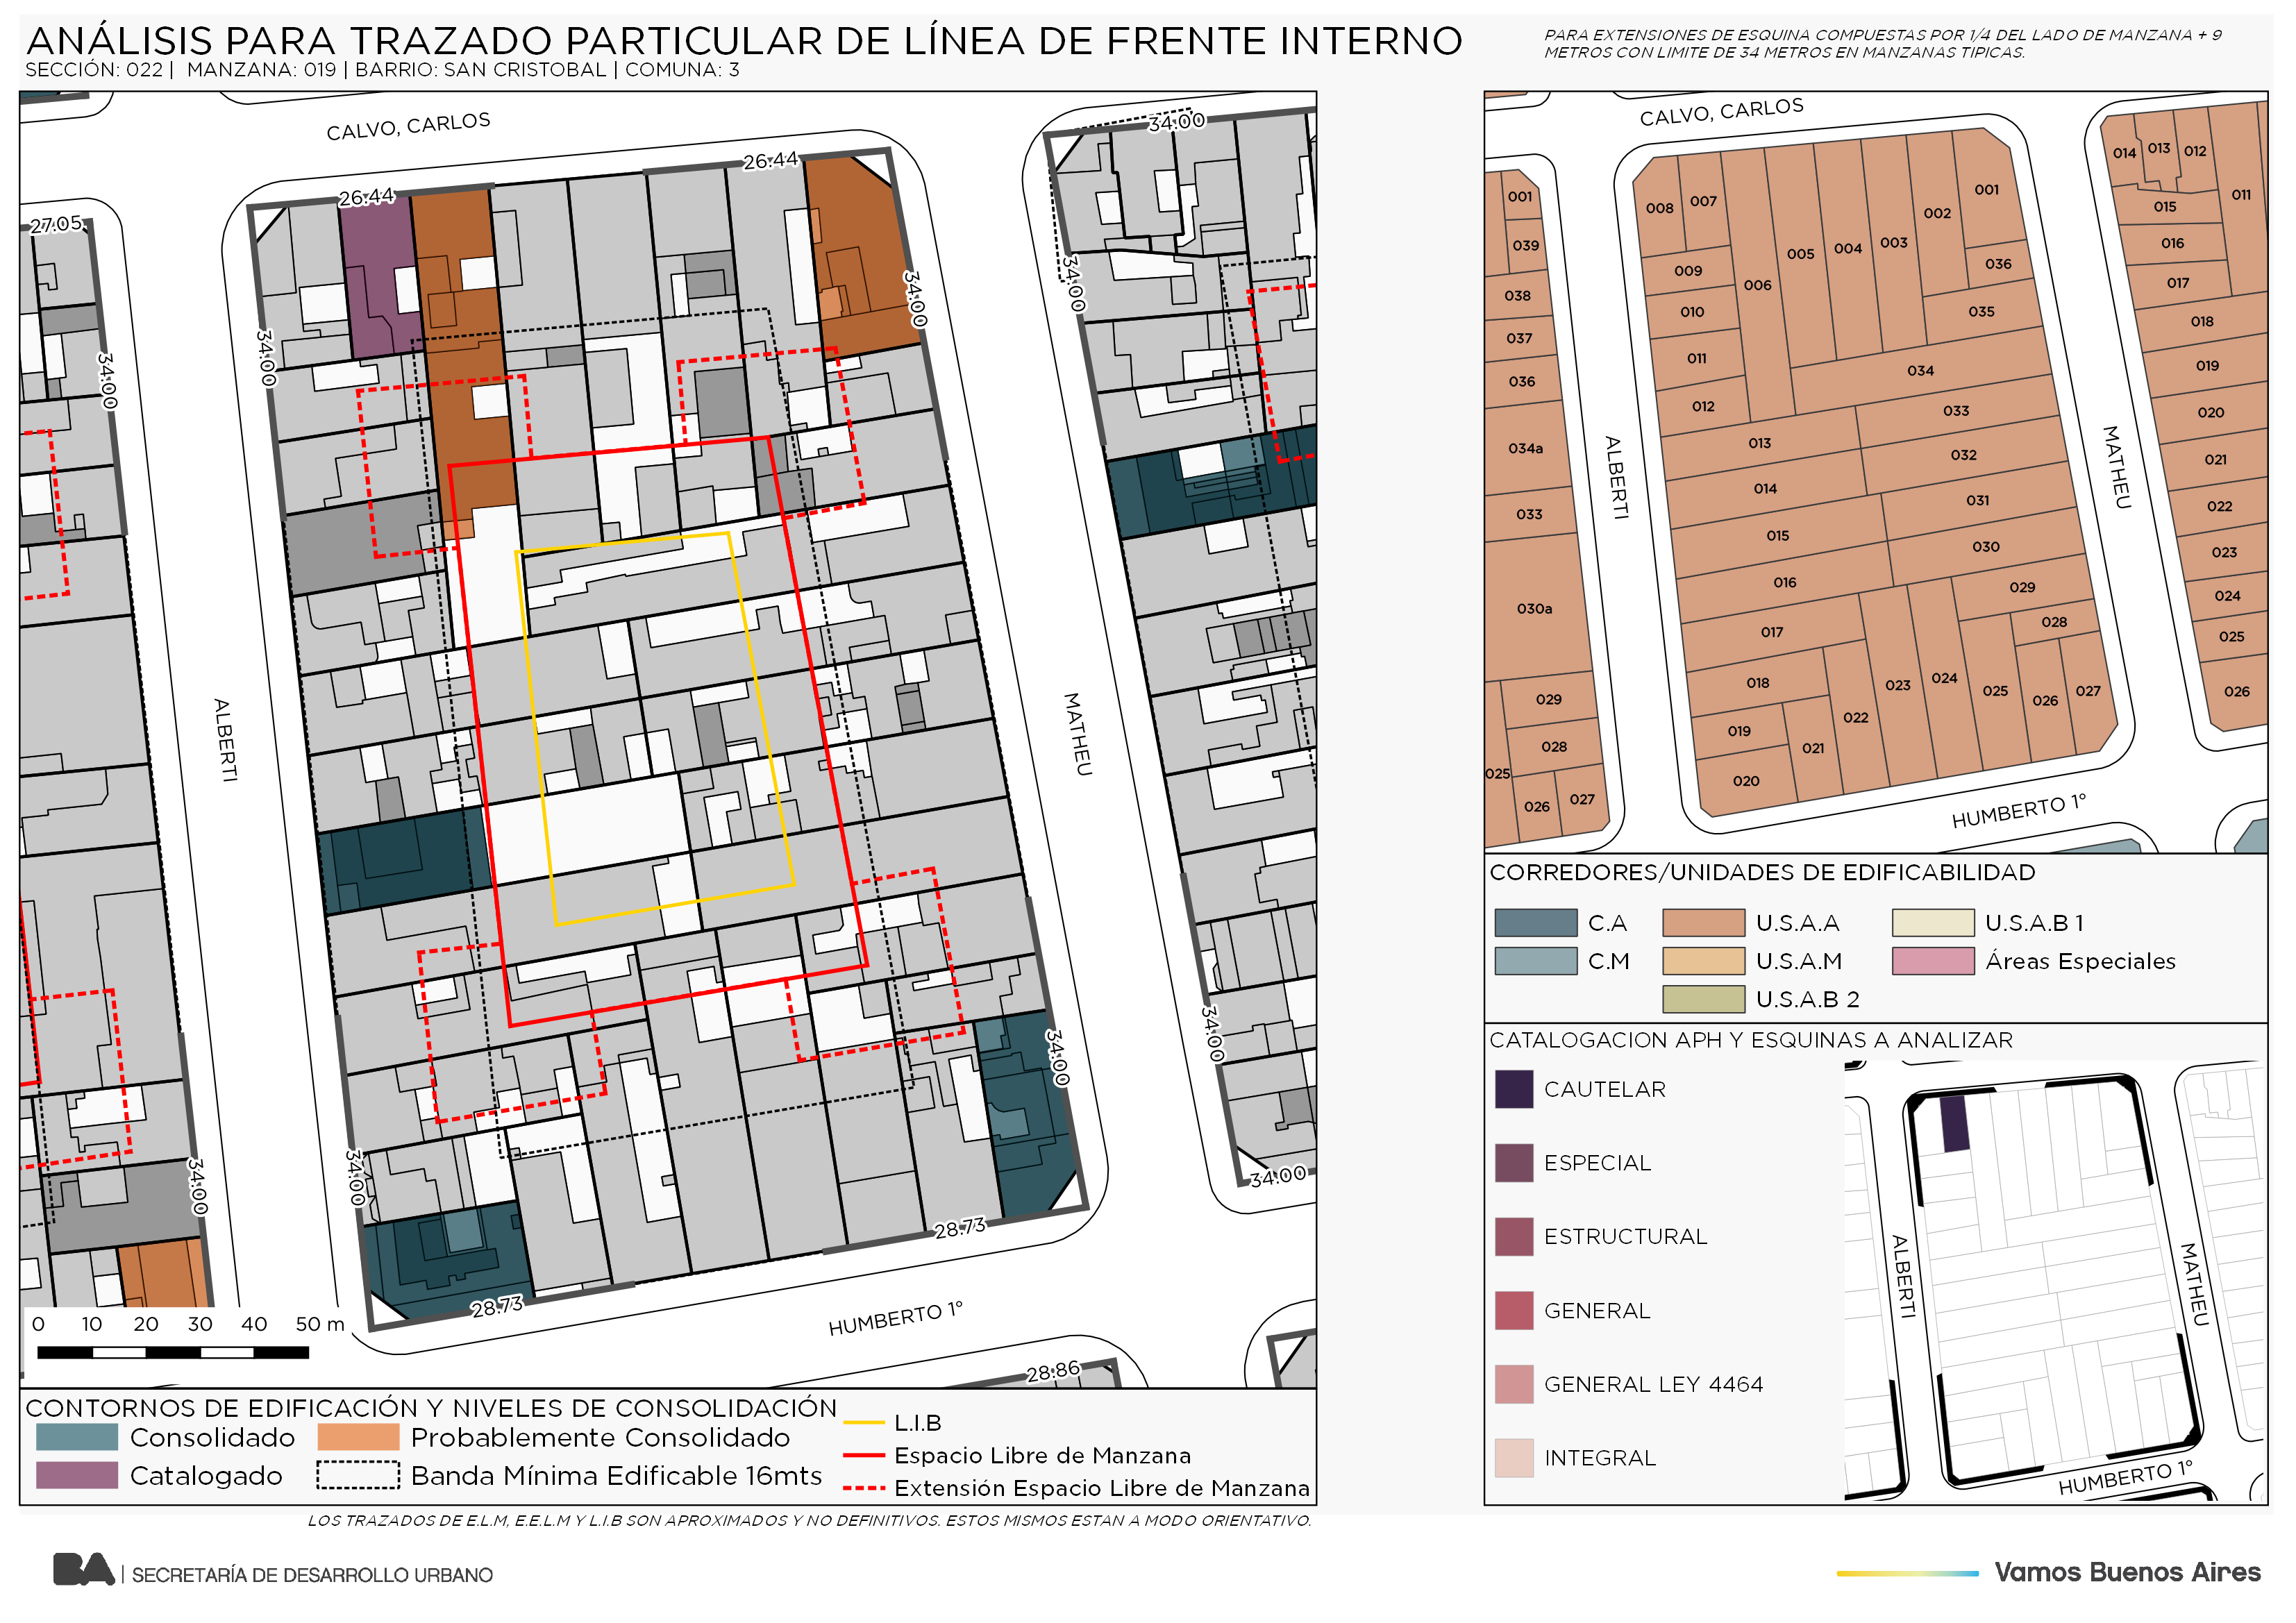 ANÁLISIS PARA TRAZADO PARTICULAR DE LÍNEA DE FRENTE INTERNO
SECCIÓN: 022 | MANZANA: 019 | BARRIO: SAN CRISTOBAL | COMUNA: 3
PARA EXTENSIONES DE ESQUINA COMPUESTAS POR 1/4 DEL LADO DE MANZANA + 9
METROS CON LIMITE DE 34 METROS EN MANZANAS TIPICAS.
CALVO, CARLOS
34.00
26.44
26.44
27.05
34.00
34.00
34.00
34.00
ALBERTI
MATHEU
34.00
34.00
34.00
34.00
34.00
28.73
28.73
HUMBERTO 1°
28.86
0 10 20 30 40 50 m
CONTORNOS DE EDIFICACIÓN Y NIVELES DE CONSOLIDACIÓN
Consolidado
Probablemente Consolidado
Catalogado
Banda Mínima Edificable 16mts
L.I.B
Espacio Libre de Manzana
Extensión Espacio Libre de Manzana
LOS TRAZADOS DE E.L.M, E.E.L.M Y L.I.B SON APROXIMADOS Y NO DEFINITIVOS. ESTOS MISMOS ESTAN A MODO ORIENTATIVO.
CALVO, CARLOS
001
039
038
037
036
034a
033
030a
029
028
025
026
027
ALBERTI
008
007
006
005
004
003
002
001
009
036
010
035
011
034
012
033
013
032
014
031
015
030
016
029
017
028
018
023
024
025
026
027
019
022
021
020
MATHEU
014
013
012
011
015
016
017
018
019
020
021
022
023
024
025
026
HUMBERTO 1°
CORREDORES/UNIDADES DE EDIFICABILIDAD
C.A
U.S.A.A
U.S.A.B 1
C.M
U.S.A.M
Áreas Especiales
U.S.A.B 2
CATALOGACION APH Y ESQUINAS A ANALIZAR
CAUTELAR
ESPECIAL
ESTRUCTURAL
GENERAL
GENERAL LEY 4464
INTEGRAL
ALBERTI
MATHEU
HUMBERTO 1°
BA | SECRETARÍA DE DESARROLLO URBANO
Vamos Buenos Aires